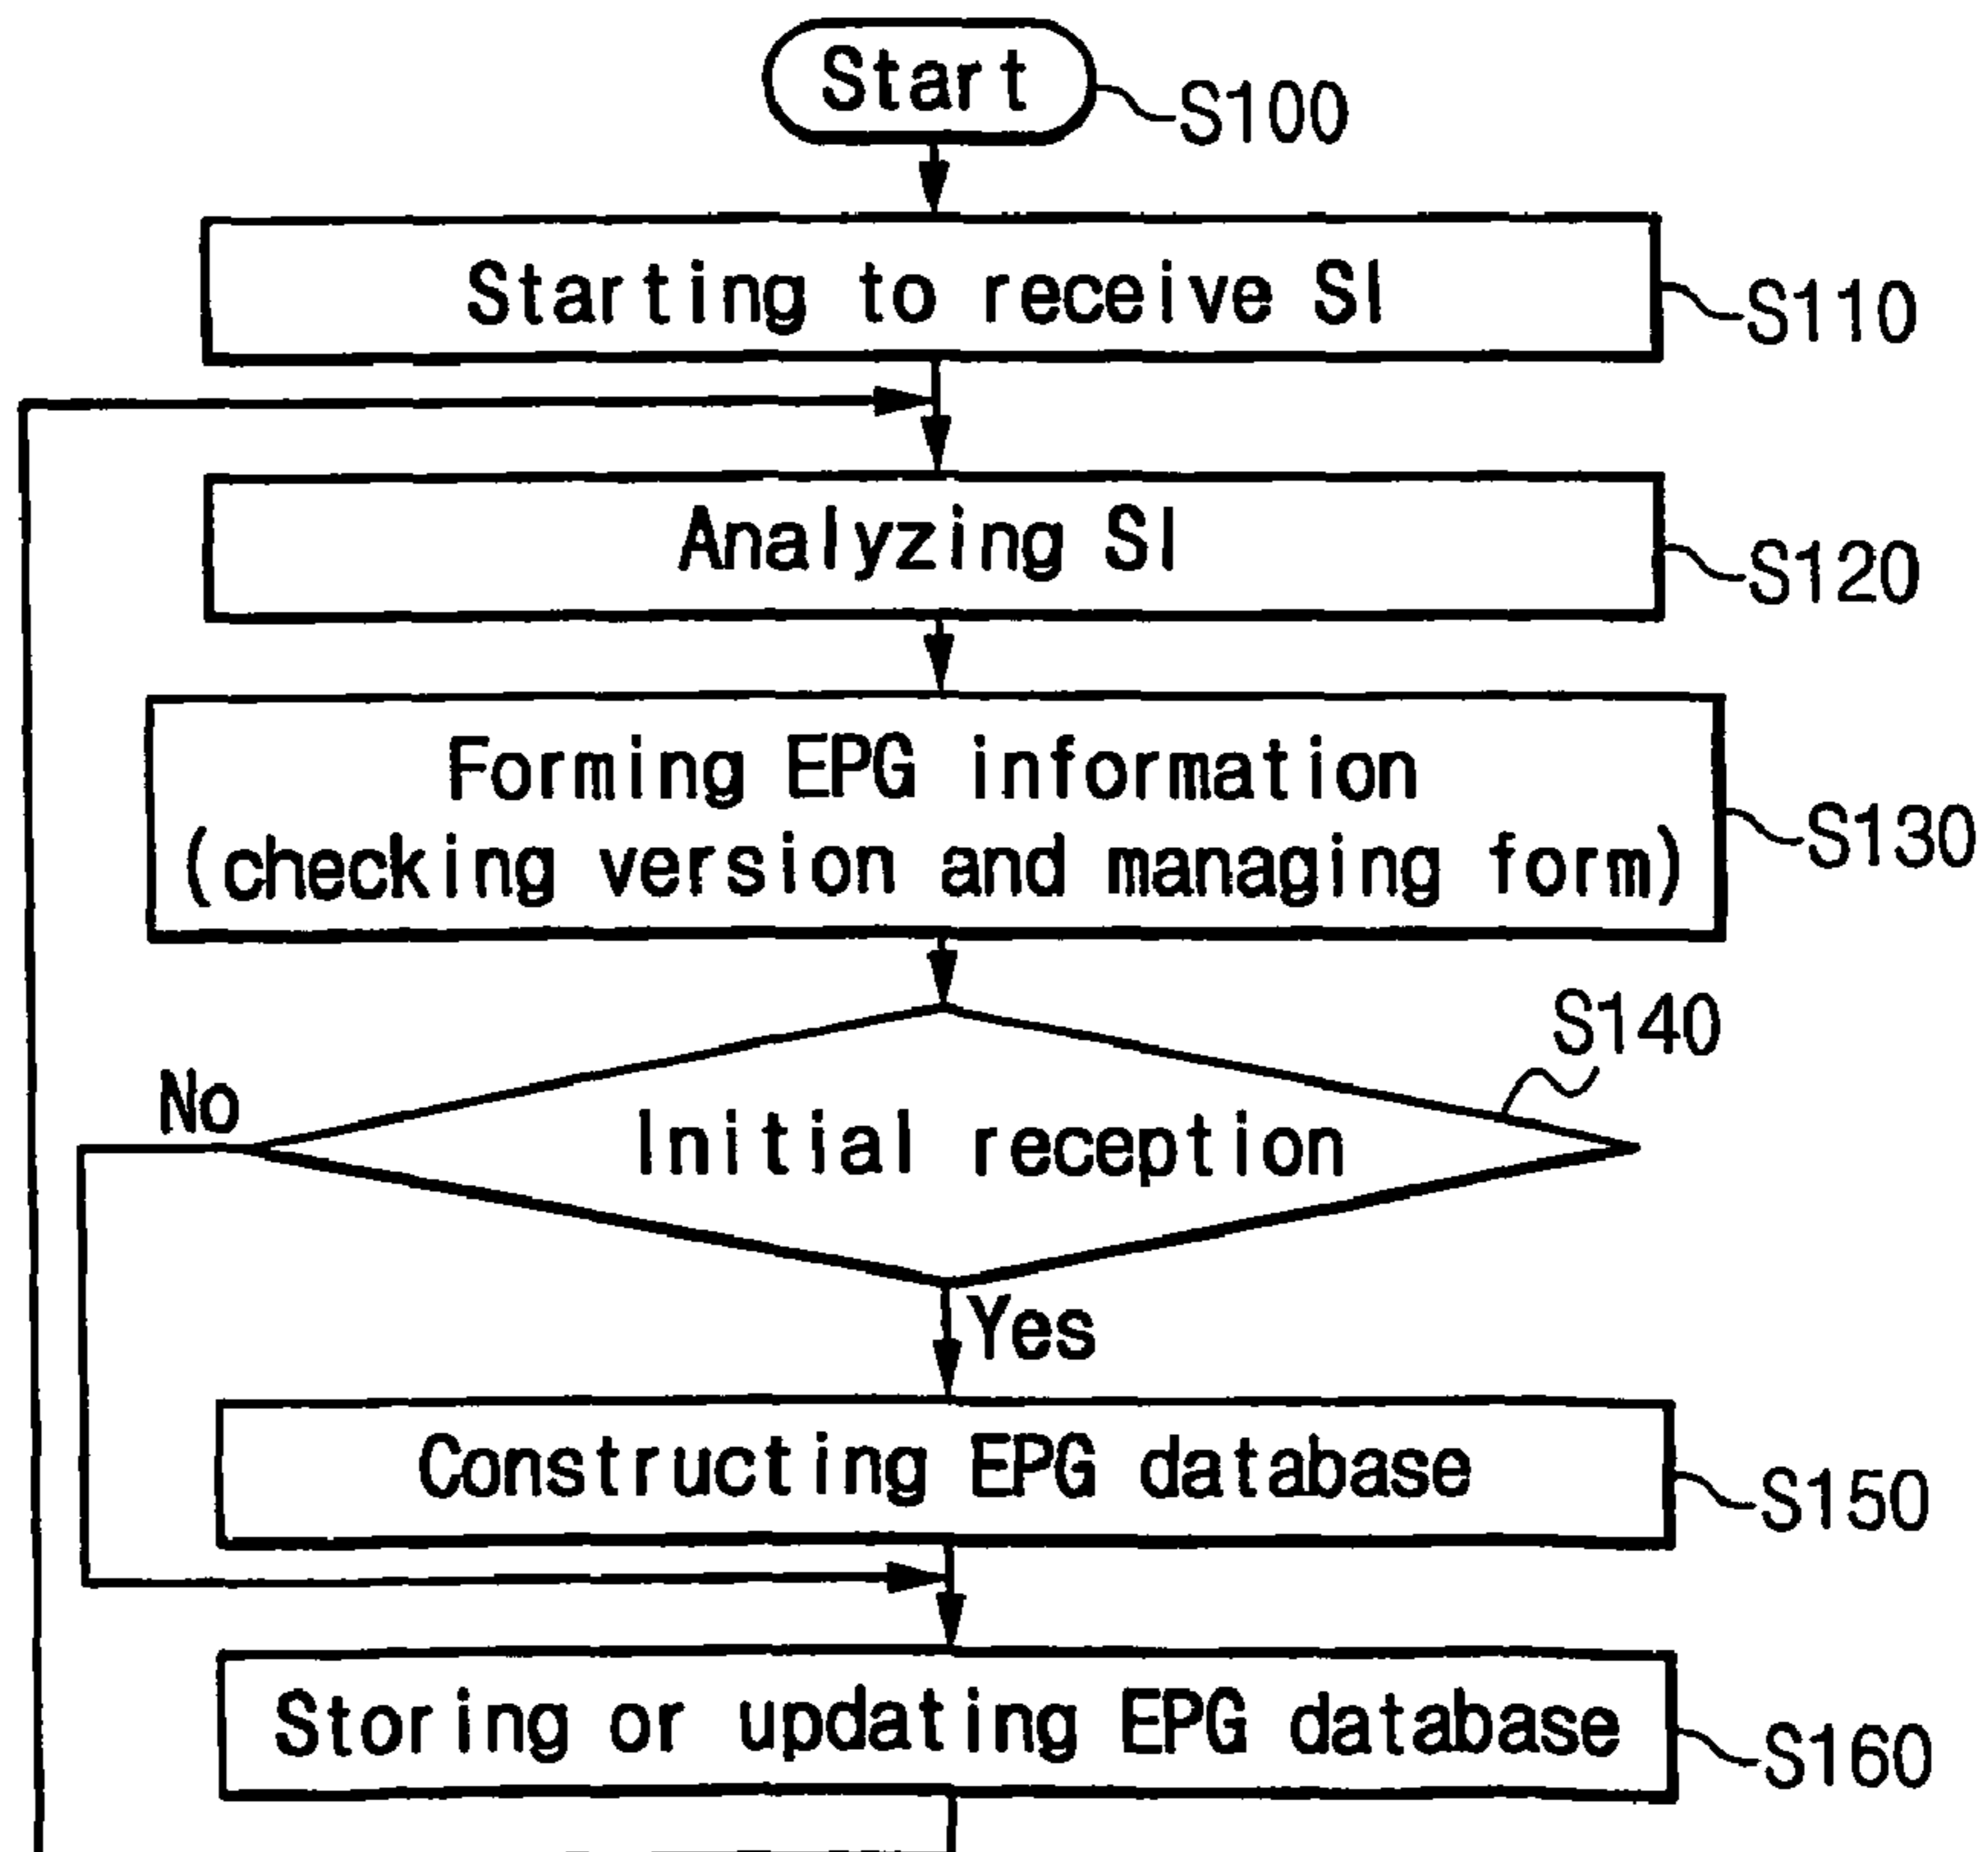 Start
S100
Starting to receive SI
S110
Analyzing SI
S120
Forming EPG information
(checking version and managing form)
S130
S140
No
Initial reception
Yes
Constructing EPG database
S150
Storing or updating EPG database
S160